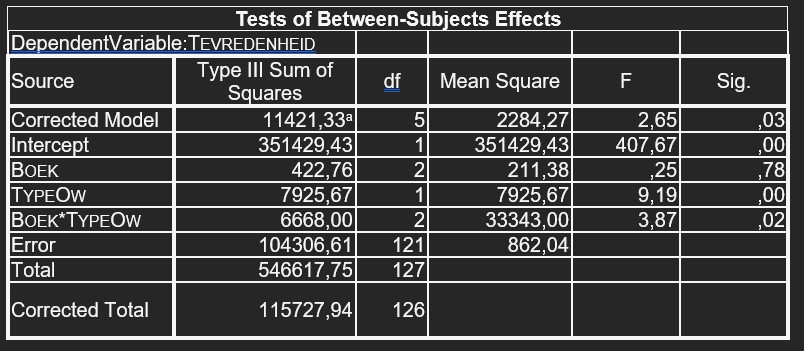 Tests of Between-Subjects Effects
DependentVariable:TEVREDENHEID
Source Type III Sum of Squares df Mean Square F Sig.
Corrected Model 11421,33ᵃ 5 2284,27 2,65 ,03
Intercept 351429,43 1 351429,43 407,67 ,00
BOEK 422,76 2 211,38 ,25 ,78
TYPEOW 7925,67 1 7925,67 9,19 ,00
BOEK*TYPEOW 6668,00 2 33343,00 3,87 ,02
Error 104306,61 121 862,04
Total 546617,75 127
Corrected Total 115727,94 126